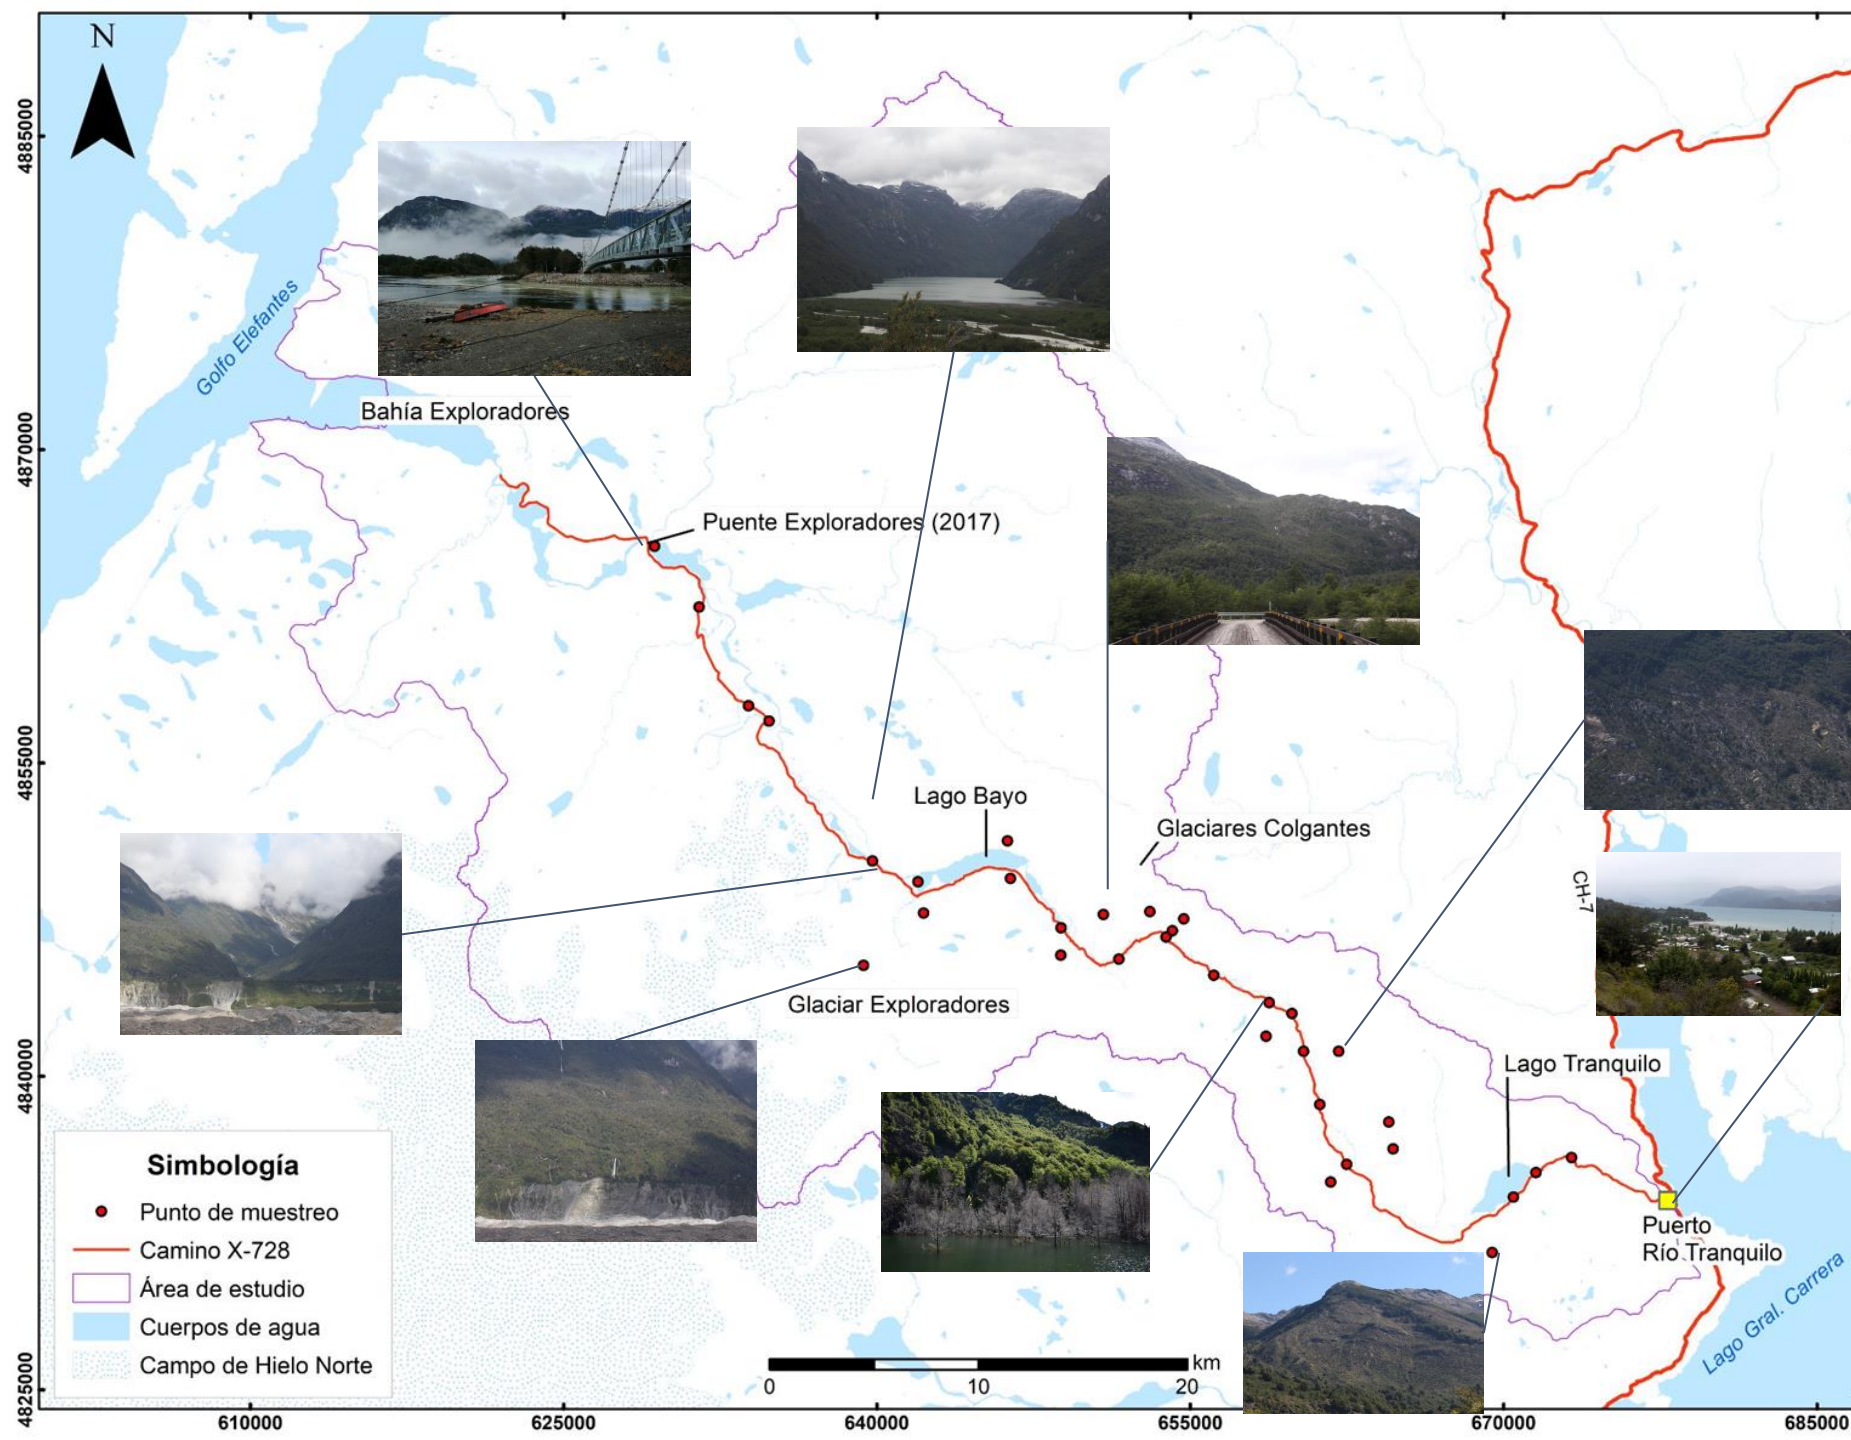 N
4885000
4870000
4855000
4840000
4825000
Golfo Elefantes
Bahía Exploradores
Puente Exploradores (2017)
Lago Bayo
Glaciares Colgantes
CH-7
Glaciar Exploradores
Lago Tranquilo
Puerto
Río Tranquilo
Lago Gral. Carrera
Simbología
Punto de muestreo
Camino X-728
Área de estudio
Cuerpos de agua
Campo de Hielo Norte
km
0 10 20
610000 625000 640000 655000 670000 685000